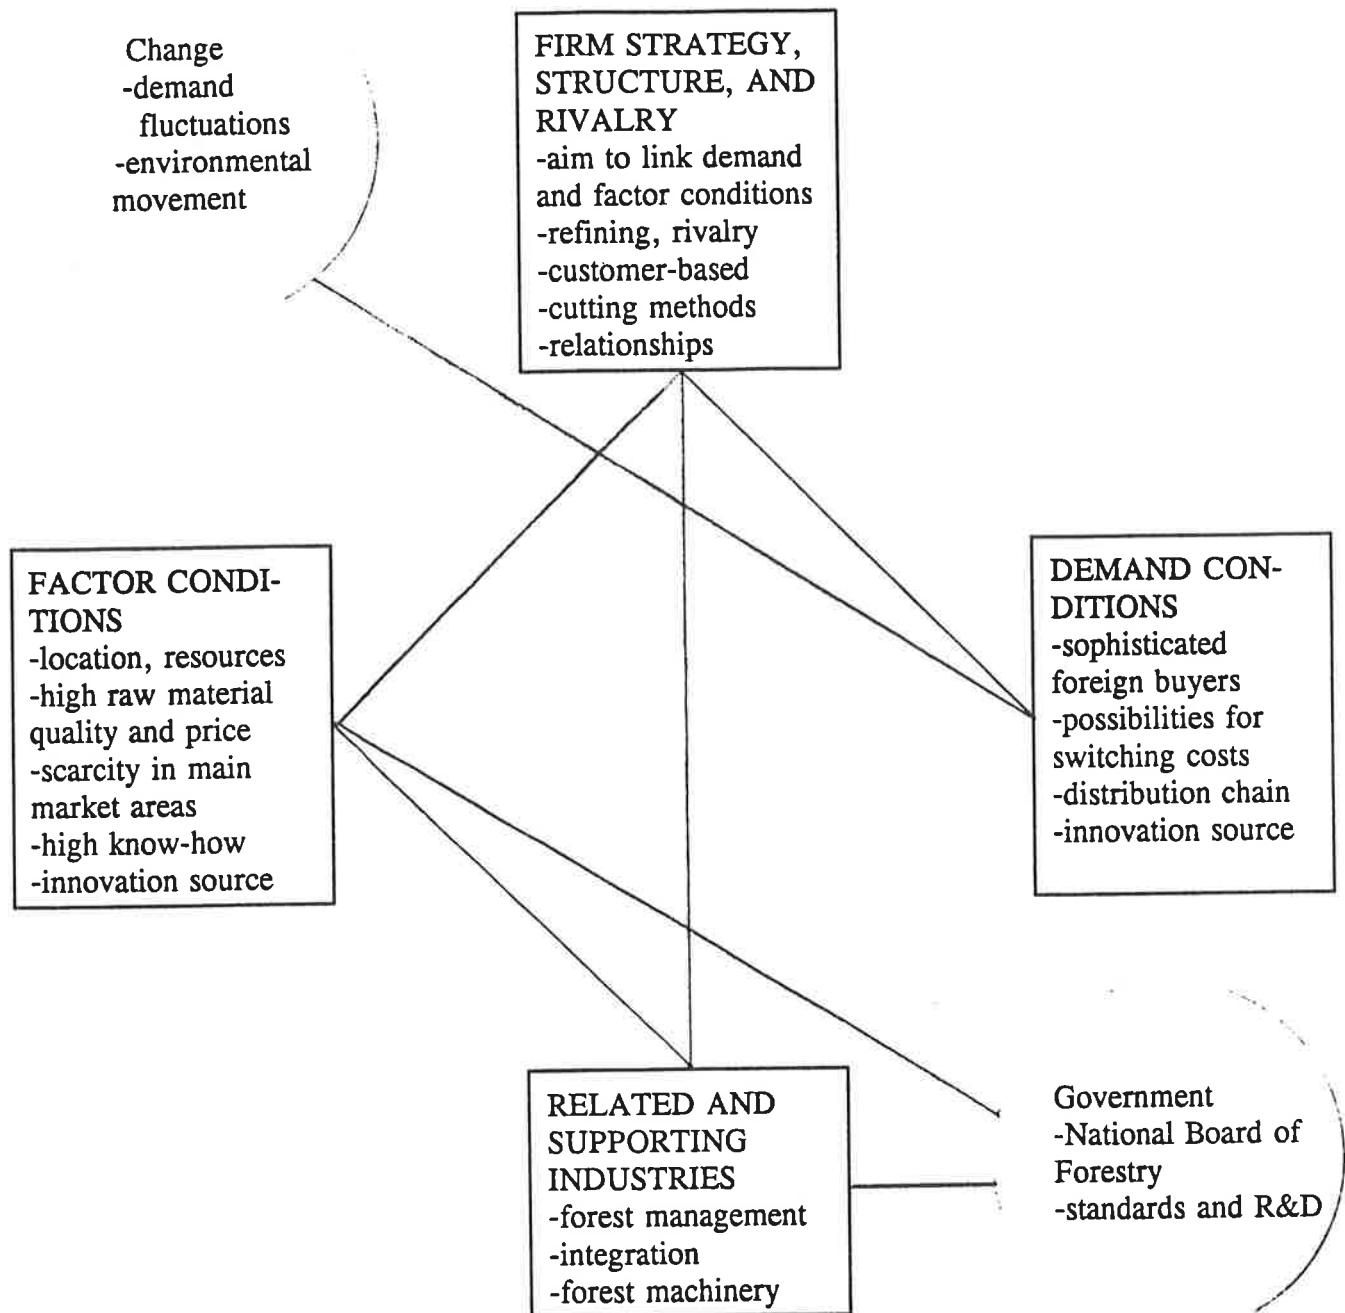 Change
-demand
fluctuations
-environmental
movement
FIRM STRATEGY,
STRUCTURE, AND
RIVALRY
-aim to link demand
and factor conditions
-refining, rivalry
-customer-based
-cutting methods
-relationships
FACTOR CONDI-
TIONS
-location, resources
-high raw material
quality and price
-scarcity in main
market areas
-high know-how
-innovation source
DEMAND CON-
DITIONS
-sophisticated
foreign buyers
-possibilities for
switching costs
-distribution chain
-innovation source
RELATED AND
SUPPORTING
INDUSTRIES
-forest management
-integration
-forest machinery
Government
-National Board of
Forestry
-standards and R&D